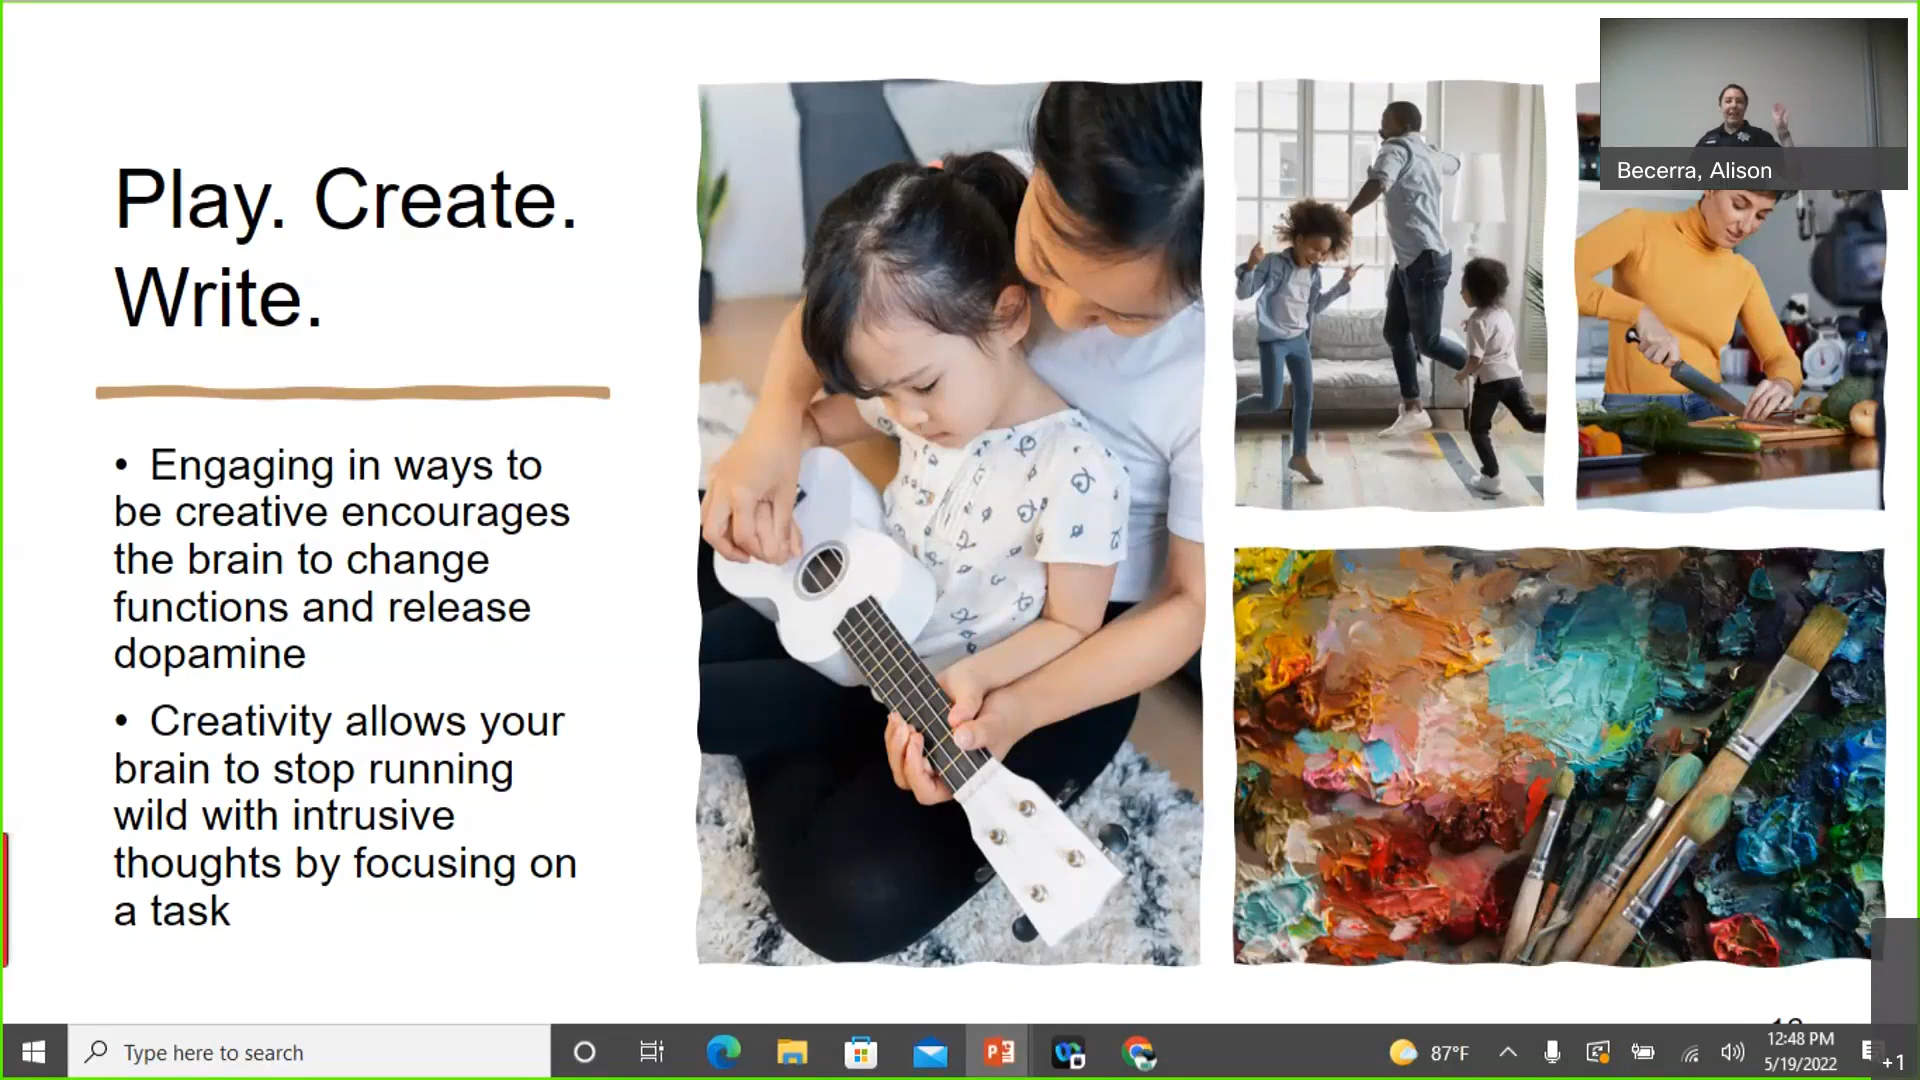 Becerra, Alison
Play. Create.
Write.
• Engaging in ways to
be creative encourages
the brain to change
functions and release
dopamine
• Creativity allows your
brain to stop running
wild with intrusive
thoughts by focusing on
a task
Type here to search
87°F
12:48 PM
5/19/2022
+1